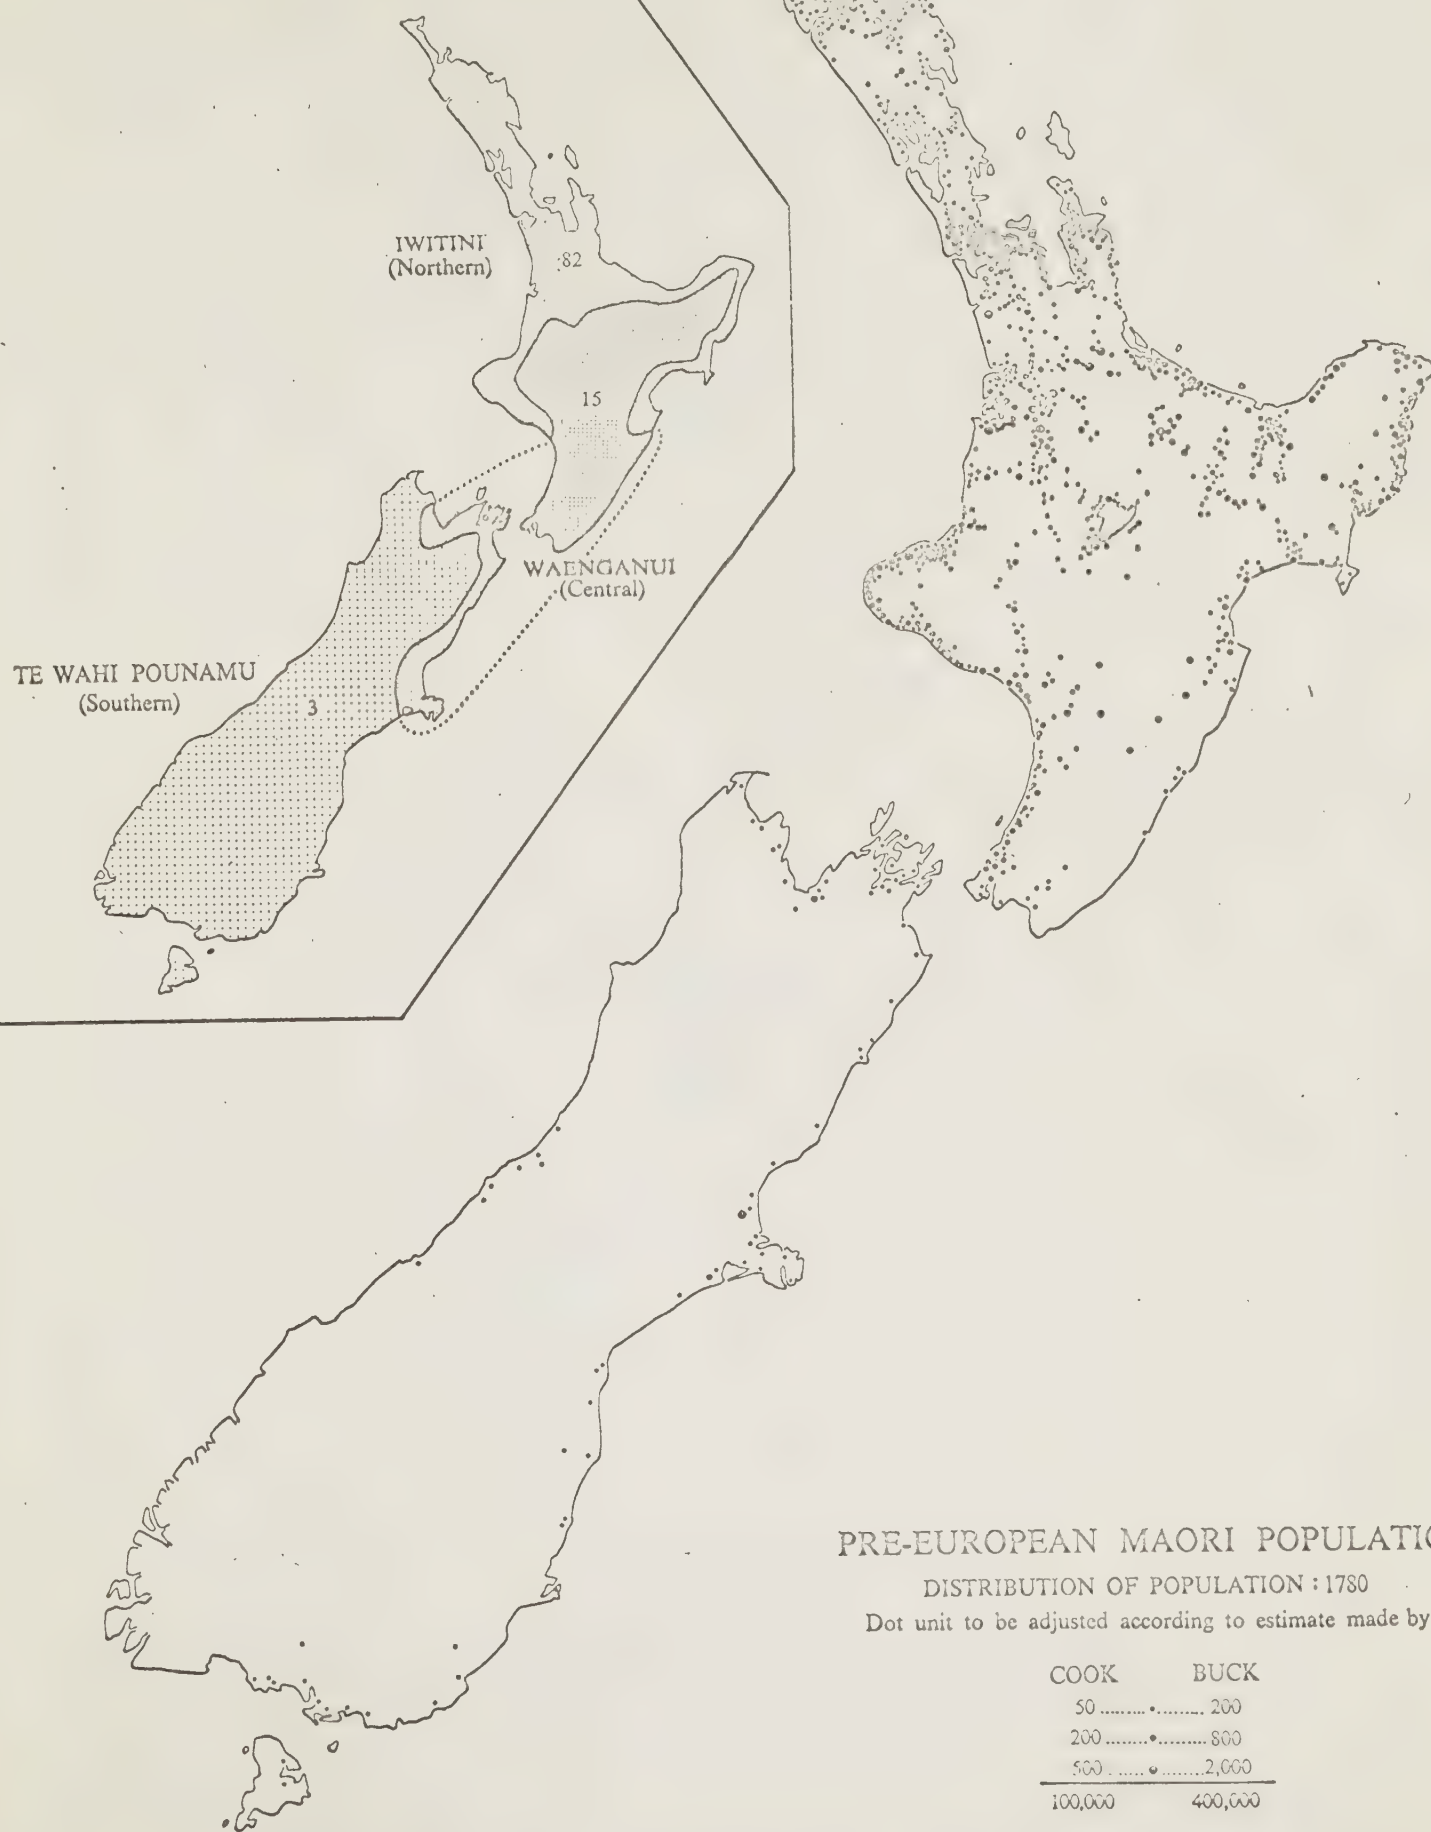 IWITINI
(Northern)
82
15
WAENGANUI
(Central)
TE WAHI POUNAMU
(Southern)
3
PRE-EUROPEAN MAORI POPULATIO
DISTRIBUTION OF POPULATION : 1780
Dot unit to be adjusted according to estimate made by
COOK BUCK
50 ......... • ......... 200
200 ........ • ......... 800
500 ...... • ........ 2,000
100,000 400,000